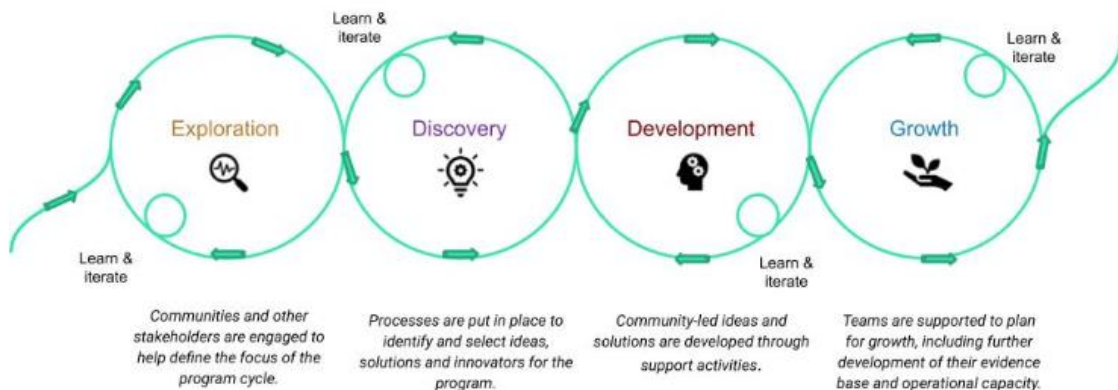 Learn &
iterate
Learn &
iterate
Exploration
Discovery
Development
Growth
Learn &
iterate
Learn &
iterate
Communities and other
stakeholders are engaged to
help define the focus of the
program cycle.
Processes are put in place to
identify and select ideas,
solutions and innovators for the
program.
Community-led ideas and
solutions are developed through
support activities.
Teams are supported to plan
for growth, including further
development of their evidence
base and operational capacity.